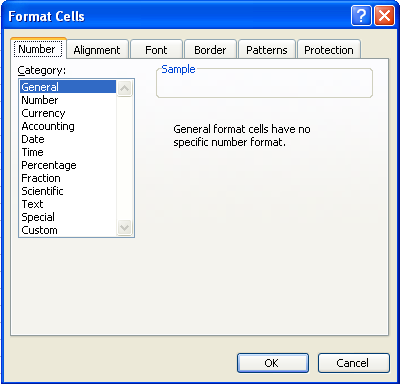 Format Cells
Number Alignment Font Border Patterns Protection
Category:
General
Number
Currency
Accounting
Date
Time
Percentage
Fraction
Scientific
Text
Special
Custom
Sample
General format cells have no
specific number format.
OK Cancel